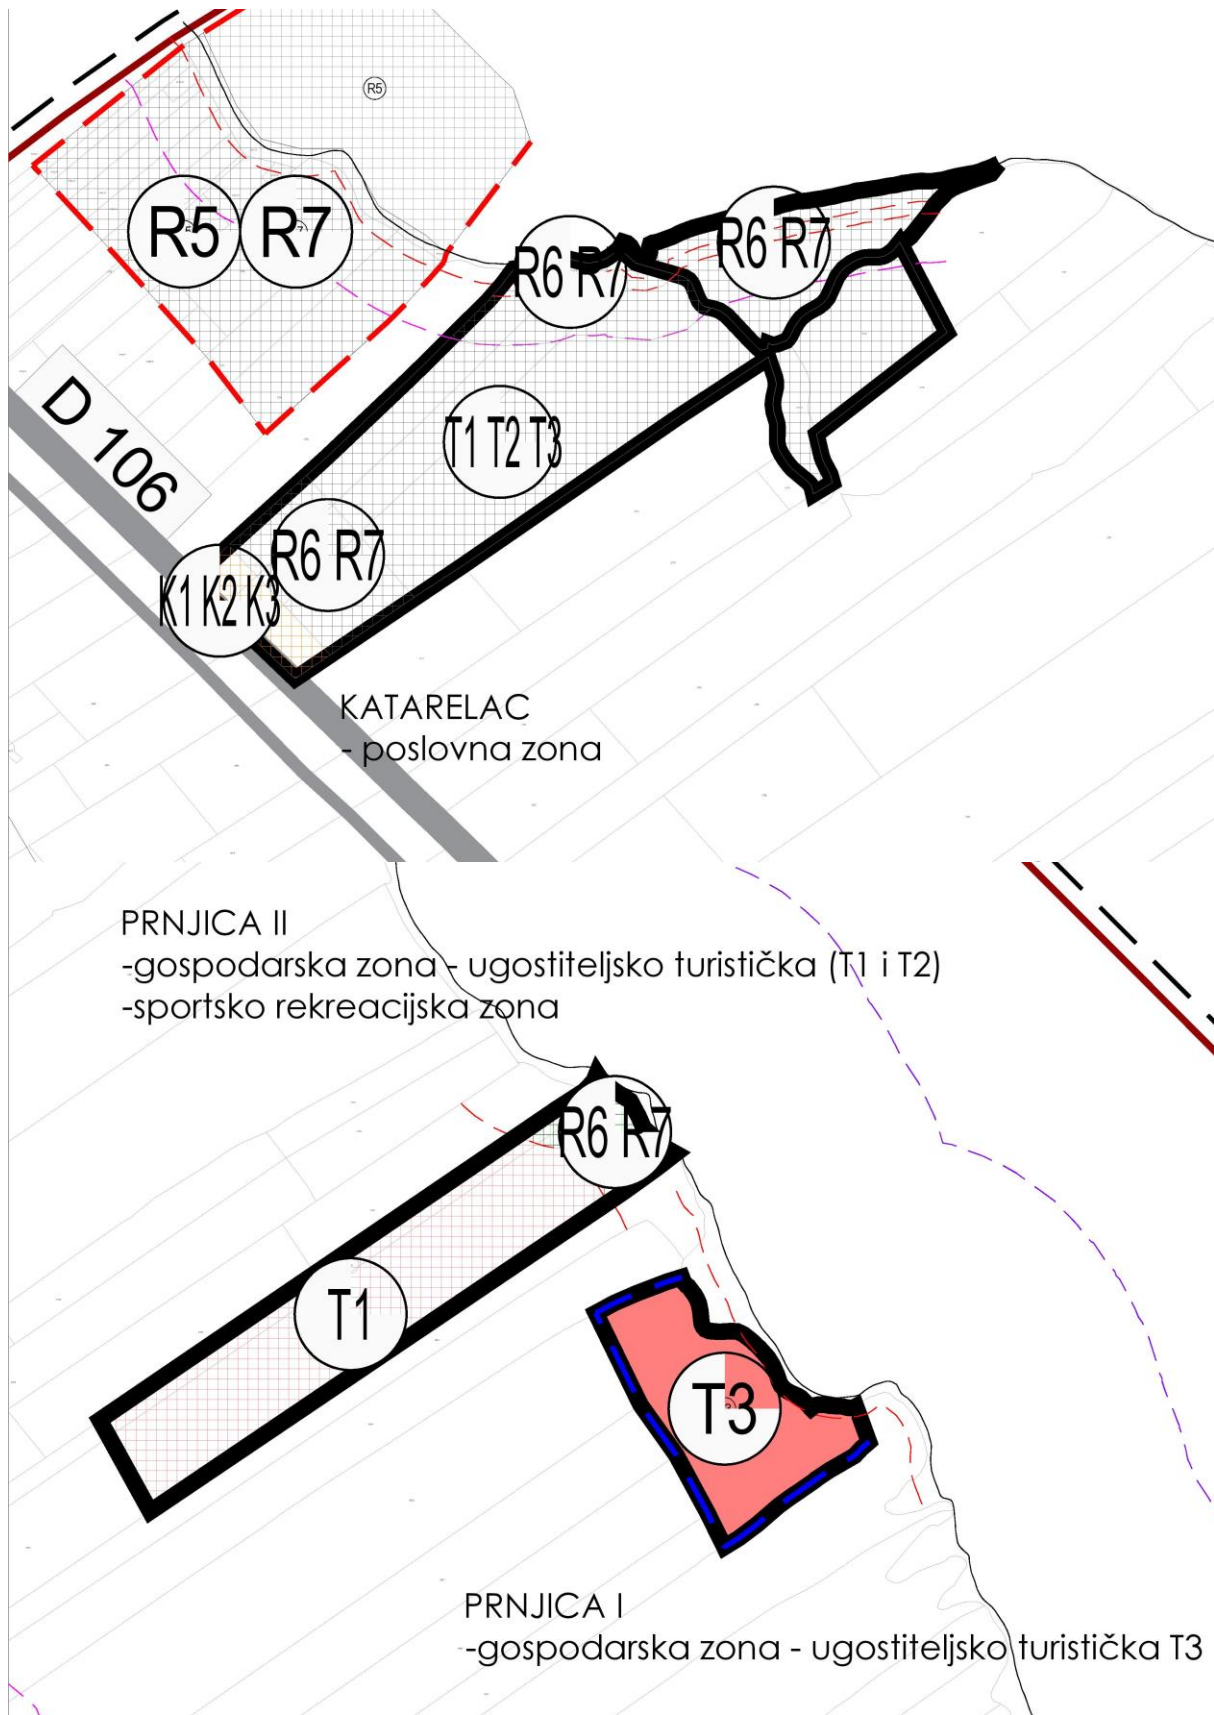 R5
R5 R7
R6 R7
R6 R7
D 106
T1 T2 T3
R6 R7
K1 K2 K3
KATARELAC
- poslovna zona
PRNJICA II
-gospodarska zona - ugostiteljsko turistička (T1 i T2)
-sportsko rekreacijska zona
R6 R7
T1
T3
PRNJICA I
-gospodarska zona - ugostiteljsko turistička T3